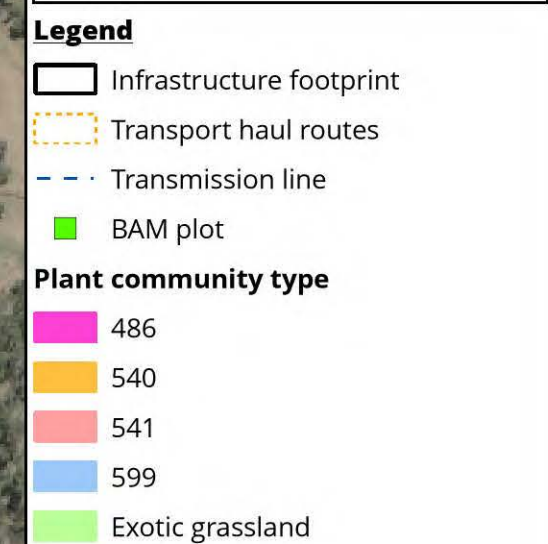 Legend
Infrastructure footprint
Transport haul routes
Transmission line
BAM plot
Plant community type
486
540
541
599
Exotic grassland